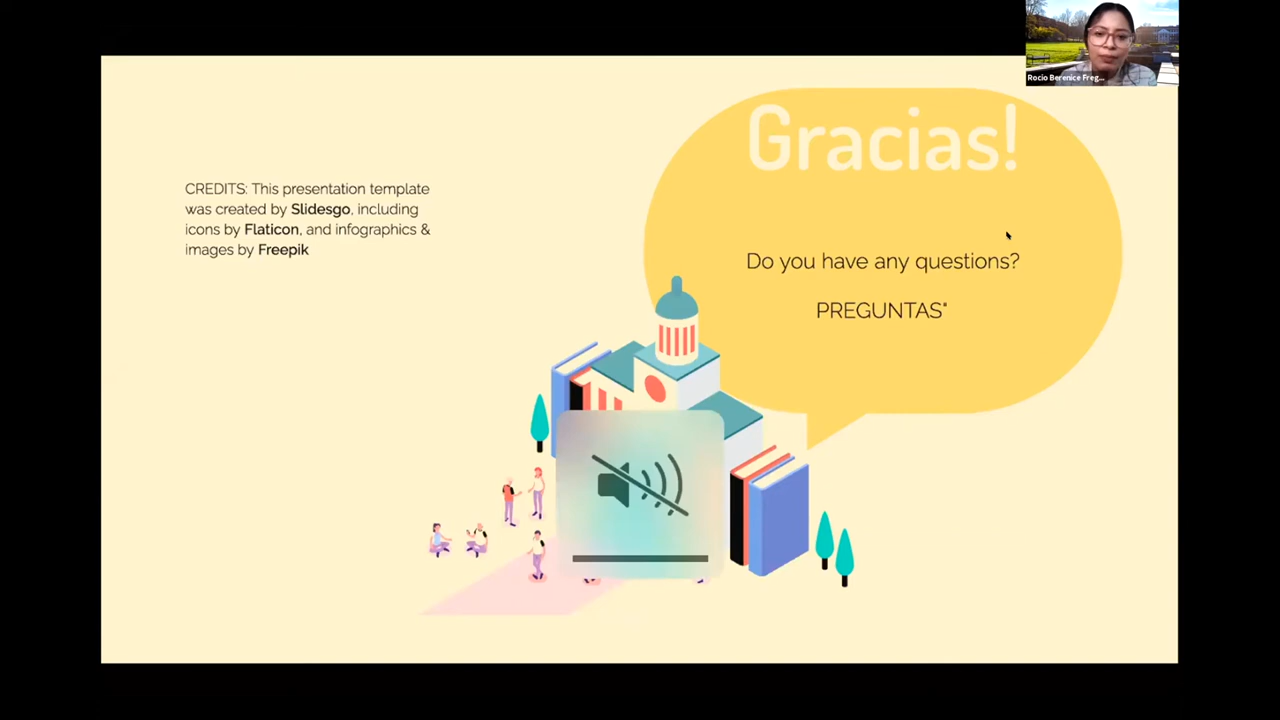 Rocio Berenice Freg...
Gracias!
CREDITS: This presentation template
was created by Slidesgo, including
icons by Flaticon, and infographics &
images by Freepik
Do you have any questions?
PREGUNTAS"